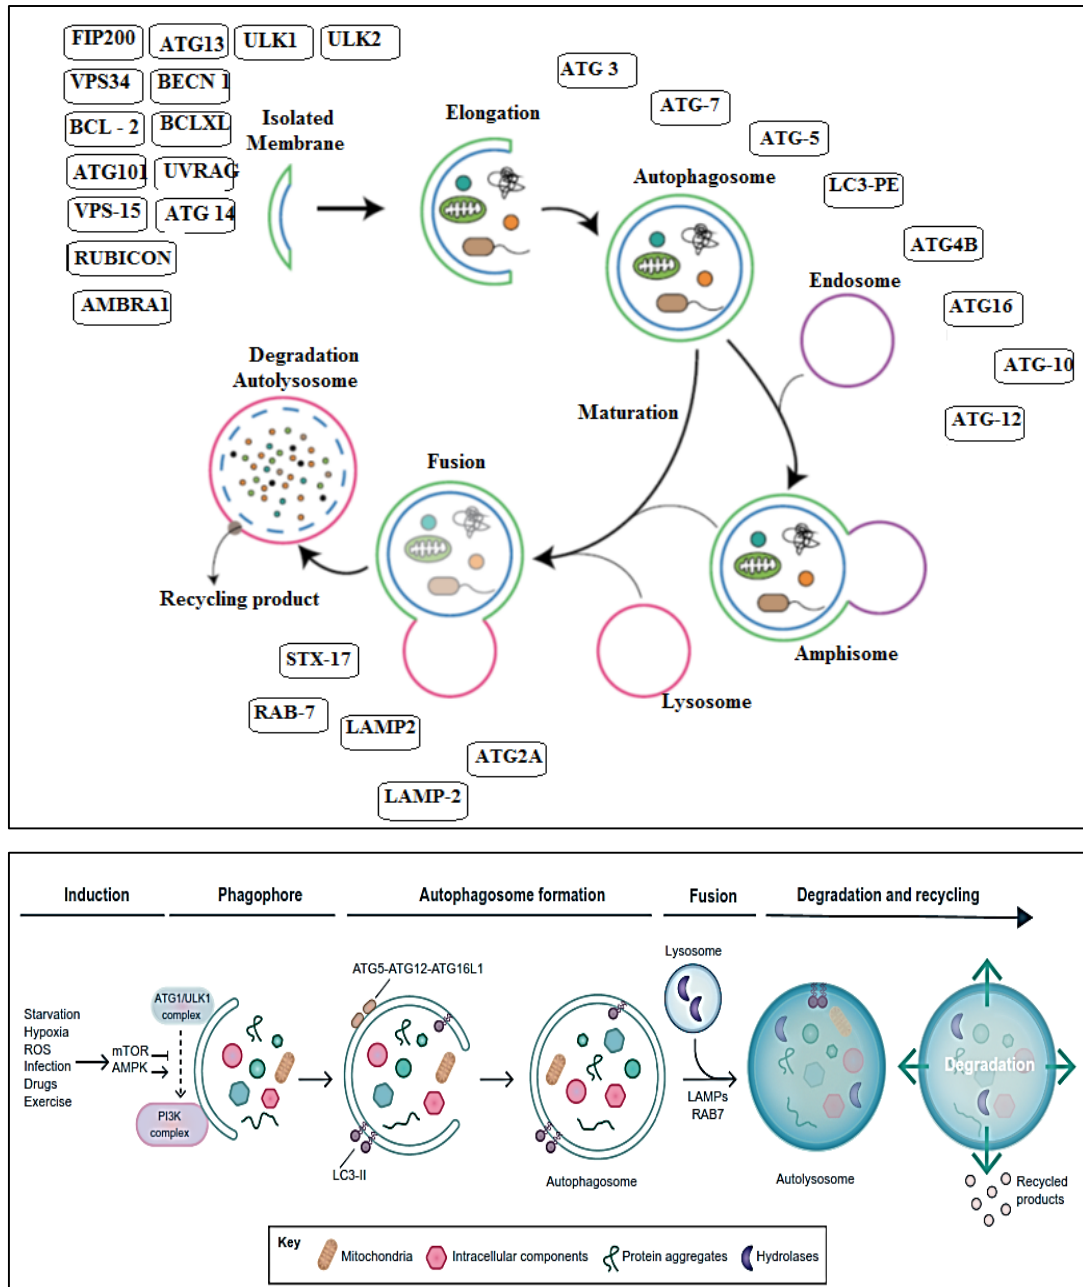 FIP200 ATG13 ULK1 ULK2
VPS34 BECN 1
BCL - 2 BCLXL
ATG101 UVRAG
VPS-15 ATG 14
RUBICON
AMBRA1
Isolated
Membrane
Elongation
ATG 3
ATG-7
ATG-5
LC3-PE
ATG4B
ATG16
ATG-10
ATG-12
Autophagosome
Endosome
Maturation
Degradation
Autolysosome
Fusion
Recycling product
Amphisome
Lysosome
STX-17
RAB-7
LAMP2
ATG2A
LAMP-2
Induction Phagophore Autophagosome formation Fusion Degradation and recycling
Starvation
Hypoxia
ROS
Infection
Drugs
Exercise
mTOR
AMPK
ATG1/ULK1
complex
PI3K
complex
ATG5-ATG12-ATG16L1
LC3-II
Autophagosome
Lysosome
LAMPs
RAB7
Autolysosome
Degradation
Recycled
products
Key Mitochondria Intracellular components Protein aggregates Hydrolases